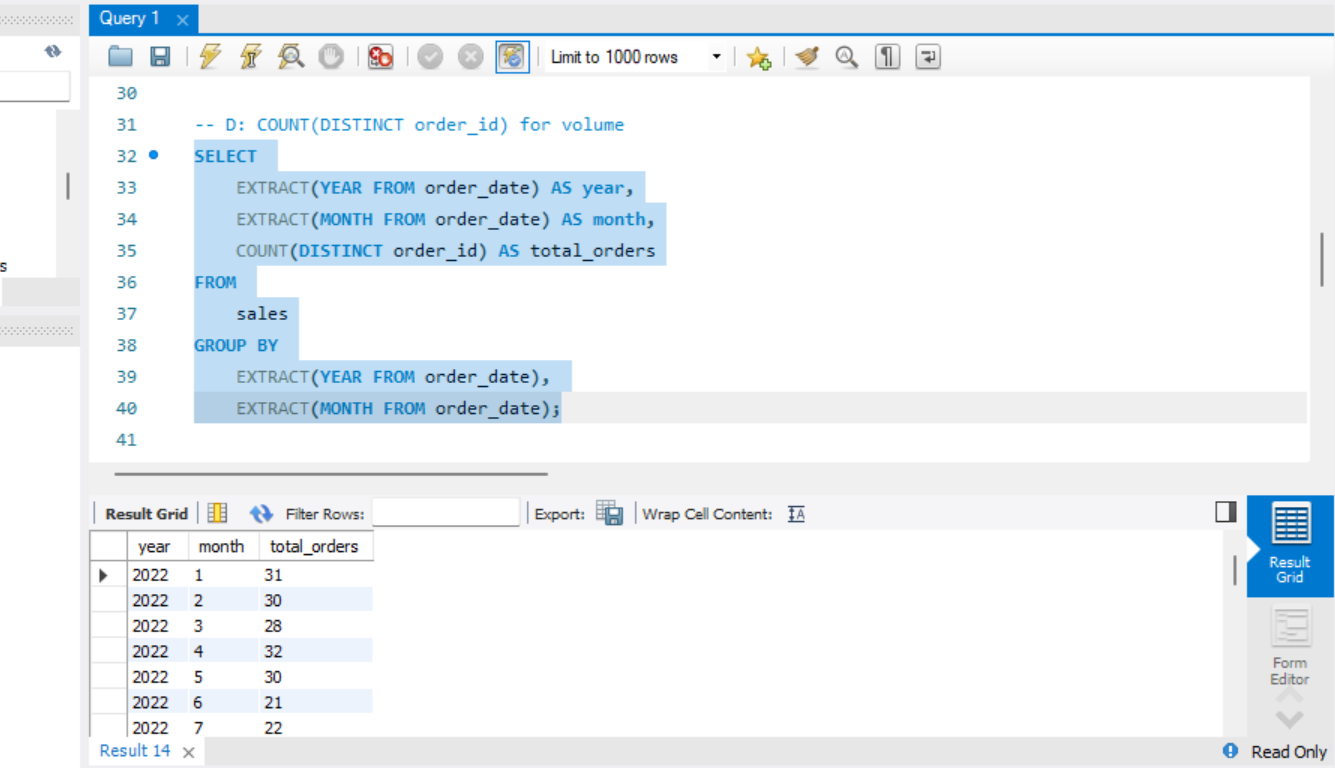 Query 1
Limit to 1000 rows
30
31 -- D: COUNT(DISTINCT order_id) for volume
32 SELECT
33 EXTRACT(YEAR FROM order_date) AS year,
34 EXTRACT(MONTH FROM order_date) AS month,
35 COUNT(DISTINCT order_id) AS total_orders
s
36 FROM
37 sales
38 GROUP BY
39 EXTRACT(YEAR FROM order_date),
40 EXTRACT(MONTH FROM order_date);
41
Result Grid Filter Rows: Export: Wrap Cell Content: IA
year month total_orders
2022 1 31
2022 2 30
2022 3 28
2022 4 32
2022 5 30
2022 6 21
2022 7 22
Result Grid
Form Editor
Result 14
Read Only